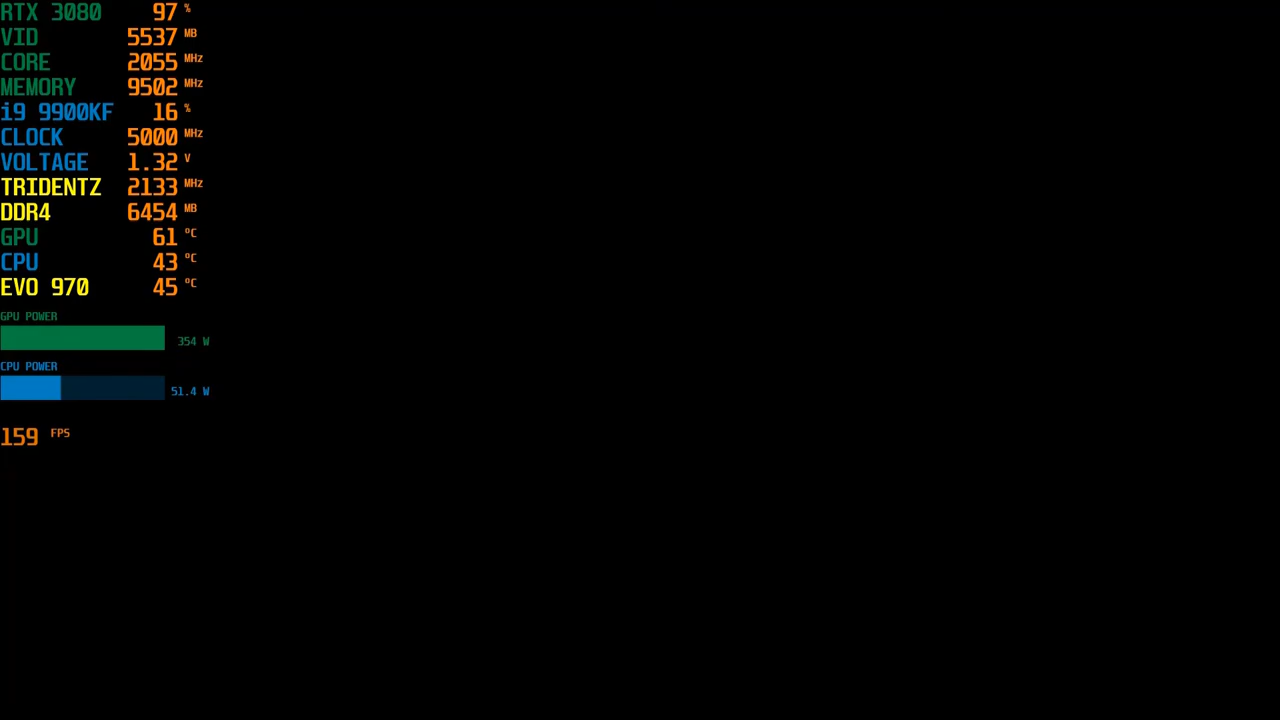 RTX 3080 97 %
VID 5537 MB
CORE 2055 MHz
MEMORY 9502 MHz
i9 9900KF 16 %
CLOCK 5000 MHz
VOLTAGE 1.32 V
TRIDENTZ 2133 MHz
DDR4 6454 MB
GPU 61 °C
CPU 43 °C
EVO 970 45 °C
GPU POWER
354 W
CPU POWER
51.4 W
159 FPS